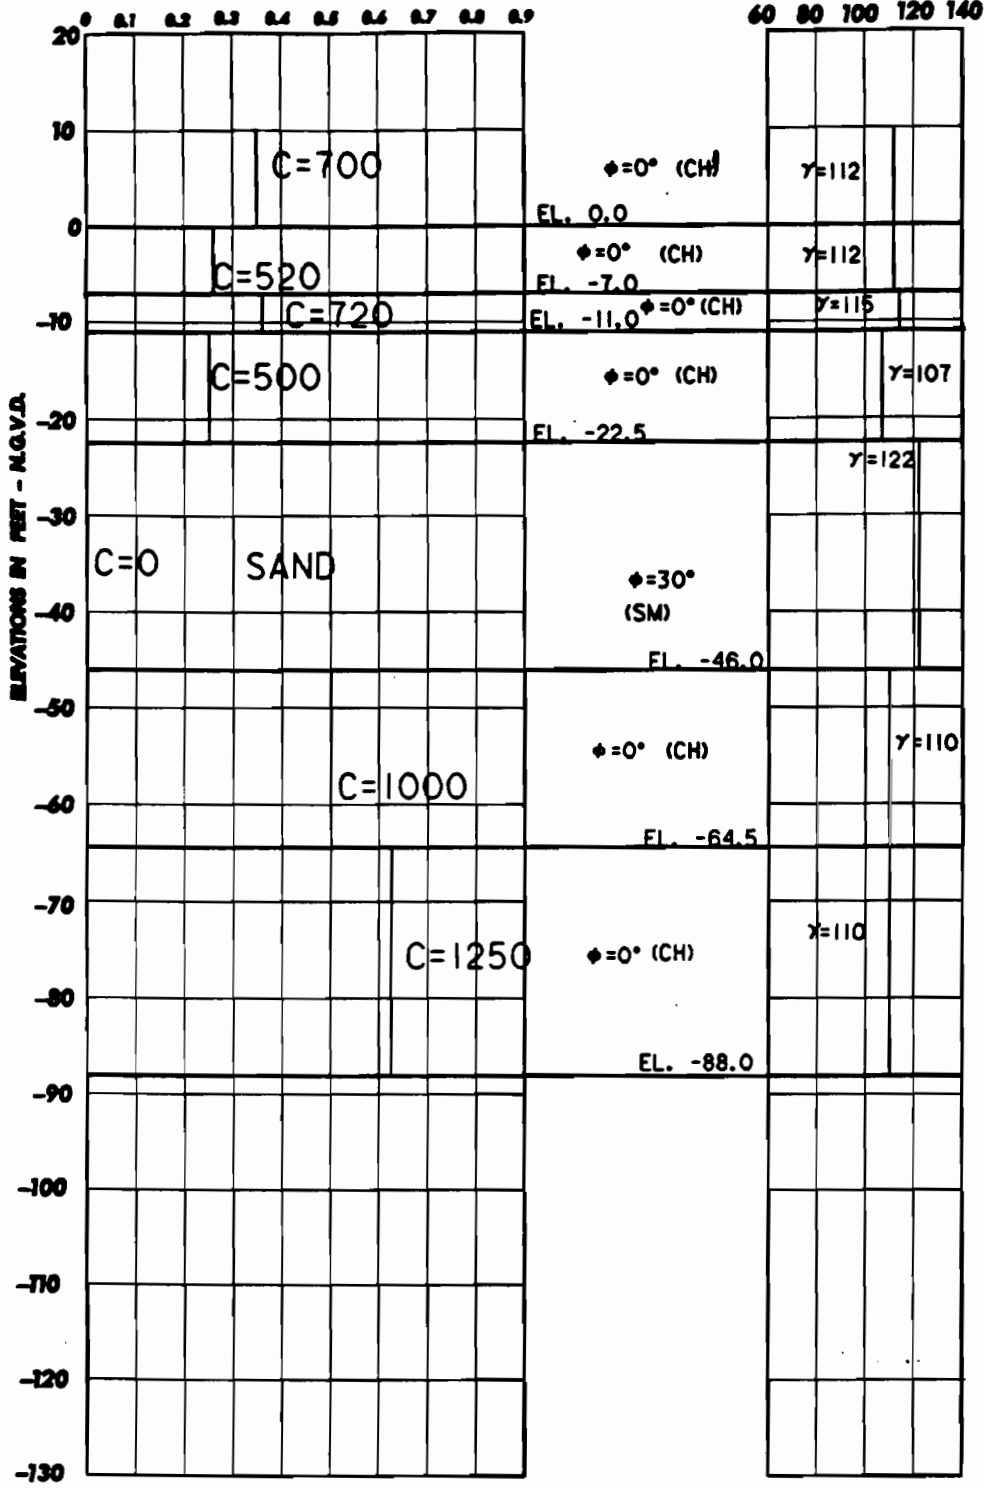 0 0.1 0.2 0.3 0.4 0.5 0.6 0.7 0.8 0.9
60 80 100 120 140
20
10
C=700
φ=0° (CH)
γ=112
EL. 0.0
0
C=520
φ=0° (CH)
γ=112
EL. -7.0
C=720
φ=0° (CH)
γ=115
-10
EL. -11.0
C=500
φ=0° (CH)
γ=107
-20
EL. -22.5
γ=122
ELEVATIONS IN FEET - N.G.V.D.
-30
C=0
SAND
φ=30°
(SM)
-40
EL. -46.0
-50
φ=0° (CH)
γ=110
C=1000
-60
EL. -64.5
-70
C=1250
φ=0° (CH)
γ=110
-80
EL. -88.0
-90
-100
-110
-120
-130